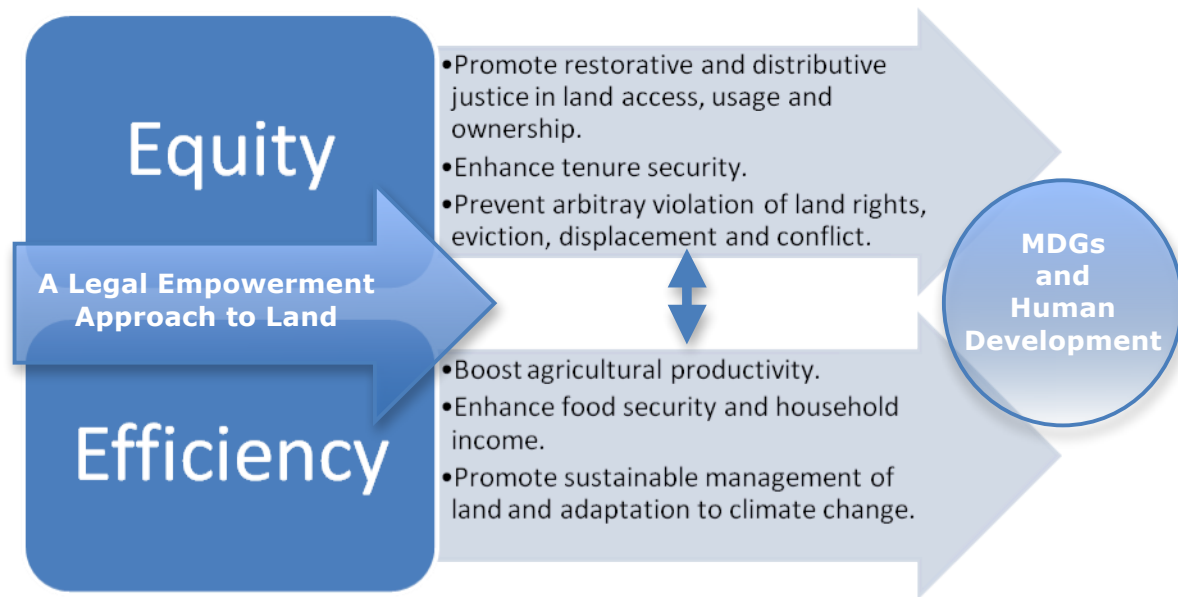 Equity
•Promote restorative and distributive
justice in land access, usage and
ownership.
•Enhance tenure security.
•Prevent arbitray violation of land rights,
eviction, displacement and conflict.
A Legal Empowerment
Approach to Land
MDGs
and
Human
Development
Efficiency
•Boost agricultural productivity.
•Enhance food security and household
income.
•Promote sustainable management of
land and adaptation to climate change.